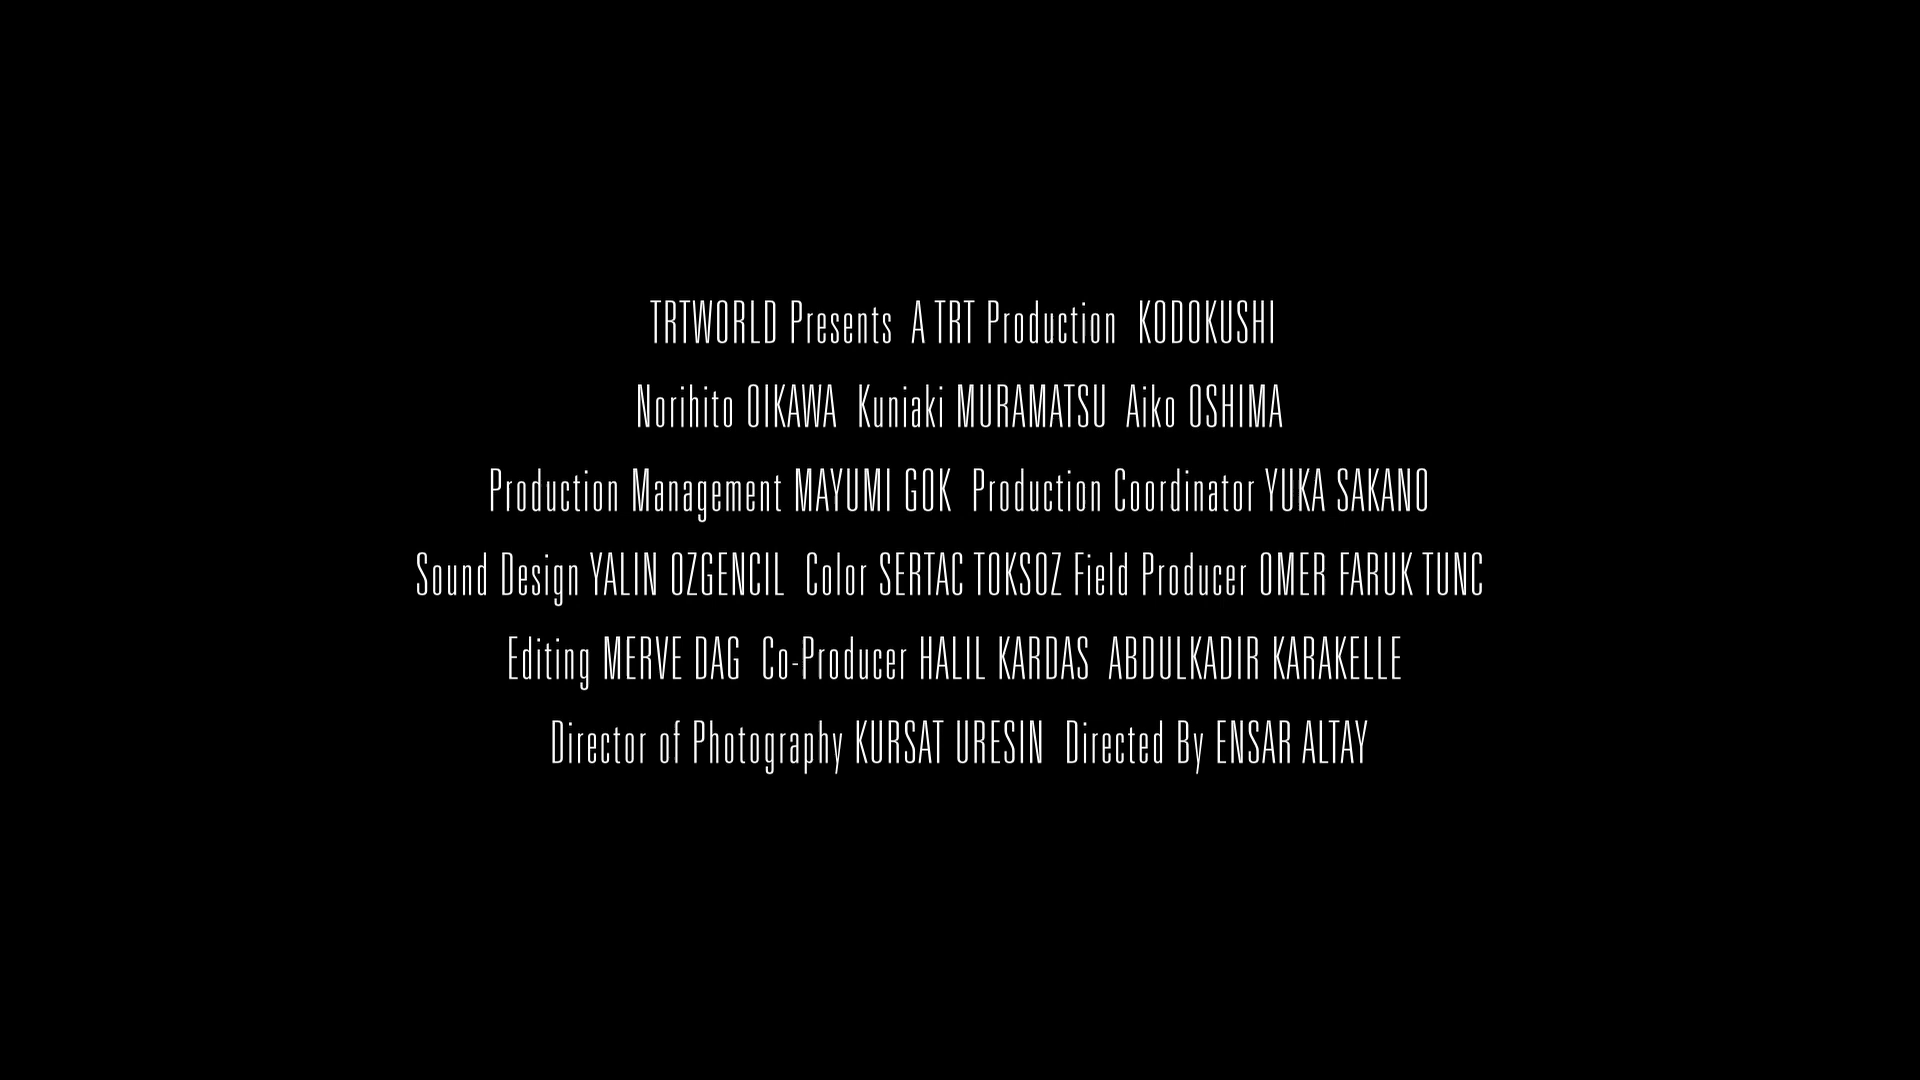 TRTWORLD Presents  A TRT Production  KODOKUSHI
Norihito OIKAWA  Kuniaki MURAMATSU  Aiko OSHIMA
Production Management MAYUMI GOK  Production Coordinator YUKA SAKANO
Sound Design YALIN OZGENCIL  Color SERTAC TOKSOZ Field Producer OMER FARUK TUNC
Editing MERVE DAG  Co-Producer HALIL KARDAS  ABDULKADIR KARAKELLE
Director of Photography KURSAT URESIN  Directed By ENSAR ALTAY